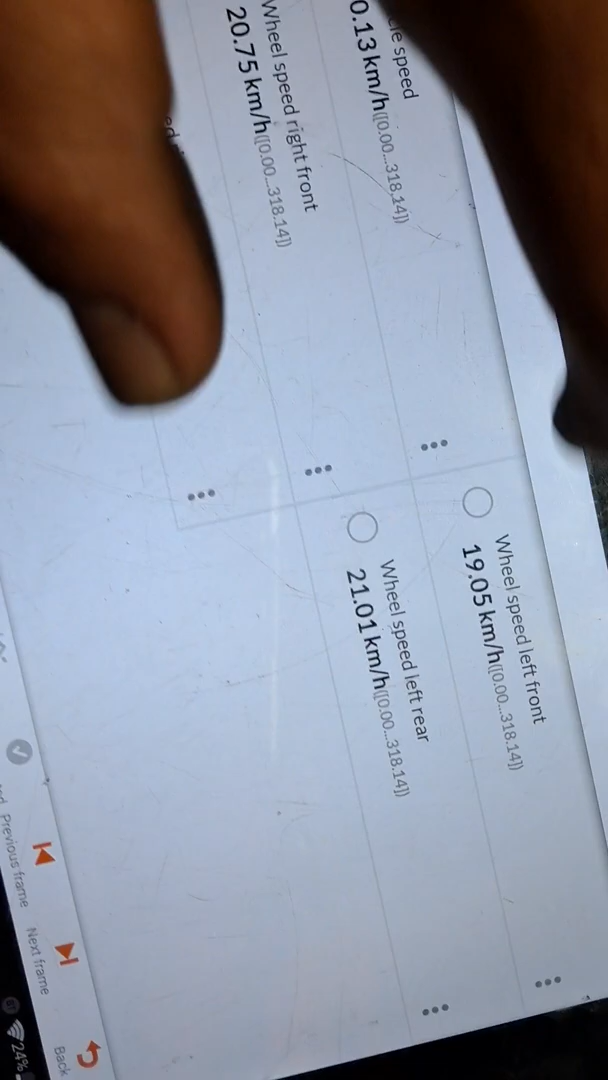 speed
0.13 km/h([0.00...318.14])
Wheel speed left front
19.05 km/h([0.00...318.14])
Wheel speed right front
20.75 km/h([0.00...318.14])
Wheel speed left rear
21.01 km/h([0.00...318.14])
Previous frame
Next frame
Back
24%